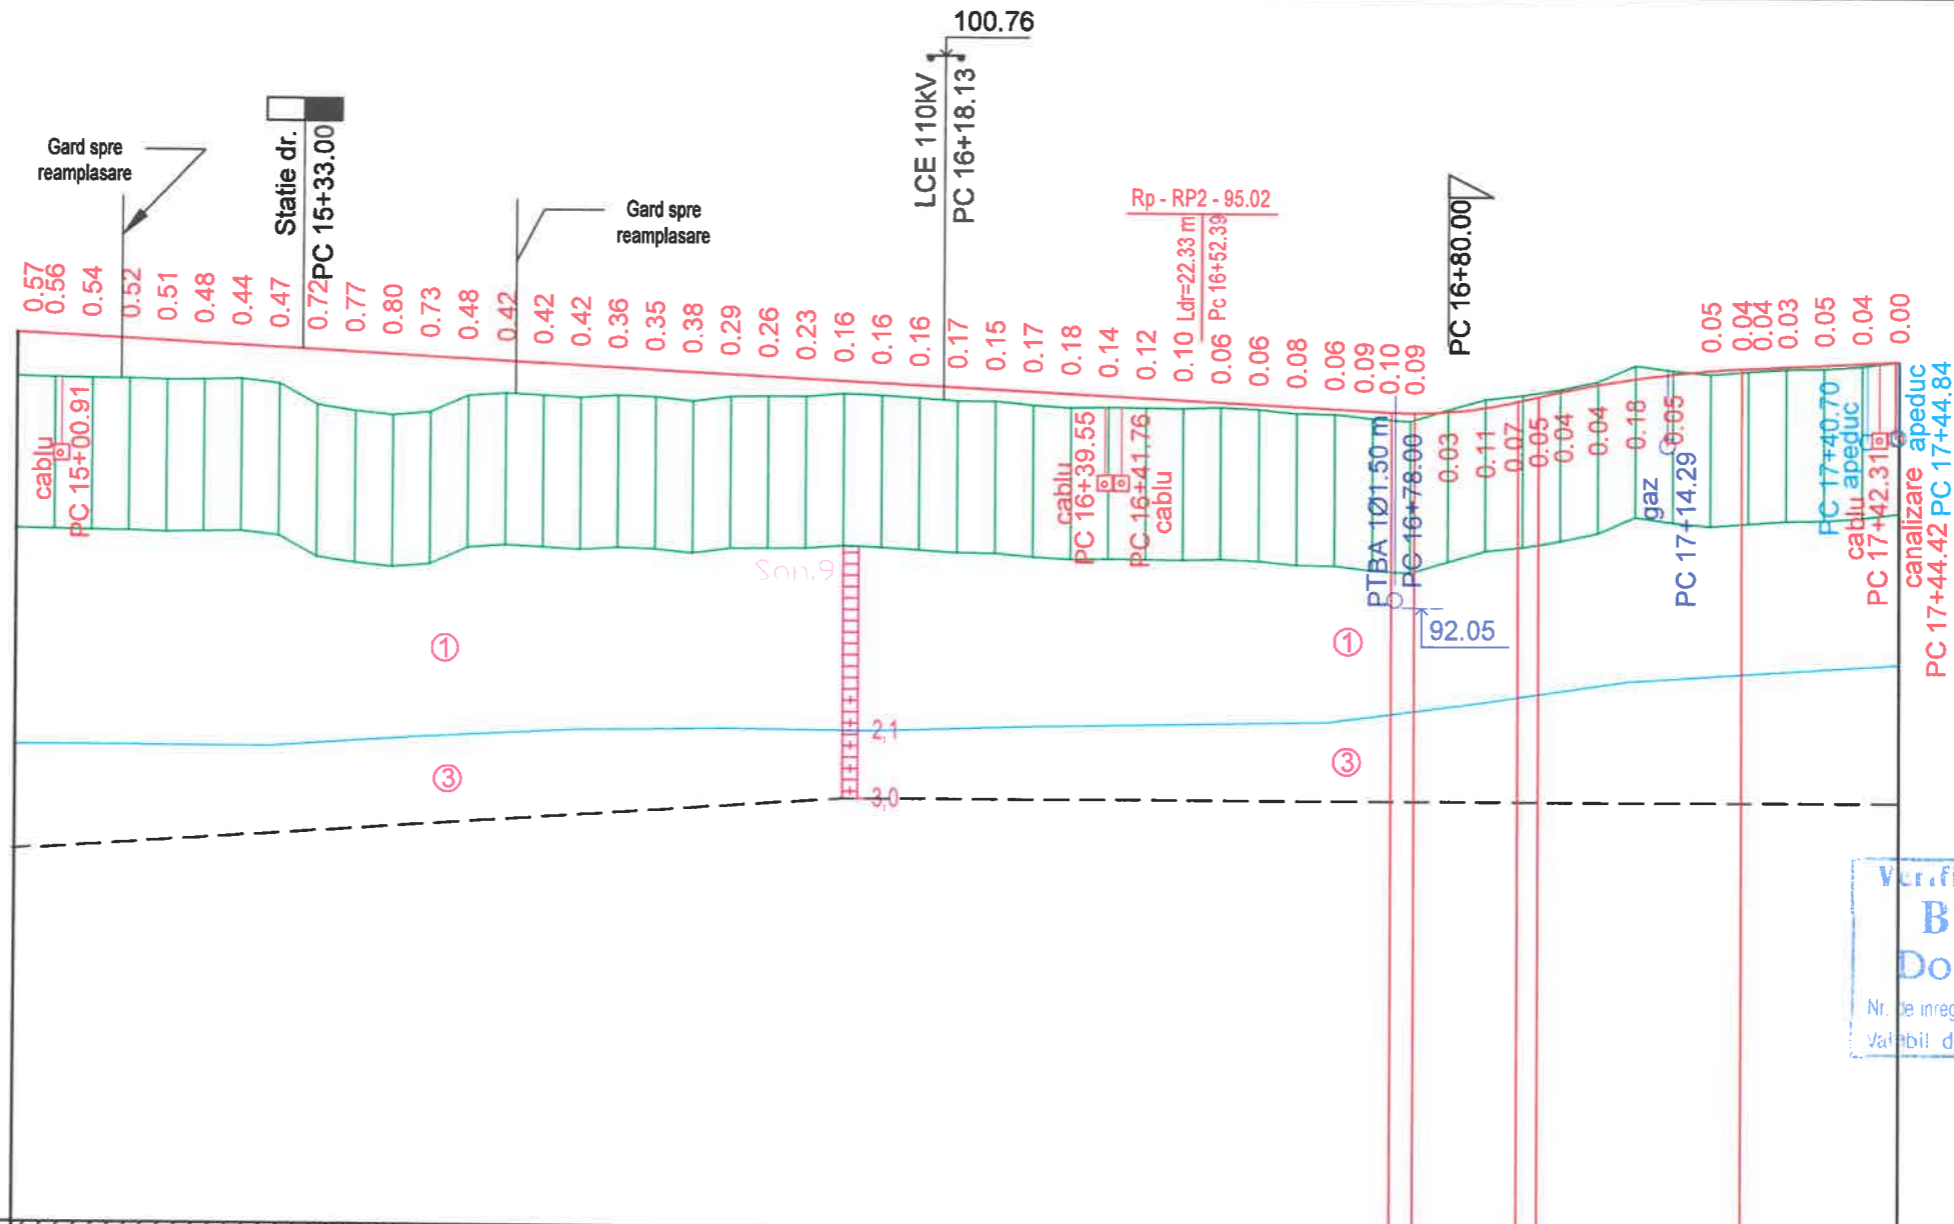 100.76
LCE 110kV
PC 16+18.13
Gard spre
reamplasare
Statie dr.
PC 15+33.00
Gard spre
reamplasare
Rp - RP2 - 95.02
Ldr=22.33 m
Pc 16+52.39
PC 16+80.00
0.57
0.56
0.54
0.52
0.51
0.48
0.44
0.47
0.72
0.77
0.80
0.73
0.48
0.42
0.42
0.42
0.36
0.35
0.38
0.29
0.26
0.23
0.16
0.16
0.16
0.17
0.15
0.17
0.18
0.14
0.12
0.10
0.06
0.06
0.08
0.06
0.09
0.10
0.09
0.03
0.11
0.07
0.05
0.04
0.04
0.18
0.05
0.05
0.04
0.04
0.03
0.05
0.04
0.00
cablu
PC 15+00.91
cablu
PC 16+39.55
PC 16+41.76
cablu
PTBA 1Ø1.50 m
PC 16+78.00
92.05
gaz
PC 17+14.29
PC 17+40.70
apeduc
cablu
PC 17+42.31
canalizare
PC 17+44.42
apeduc
PC 17+44.84
Son.9
1
1
2,1
3
3
3,0
B
Do
Nr. de inreg
Valabil d